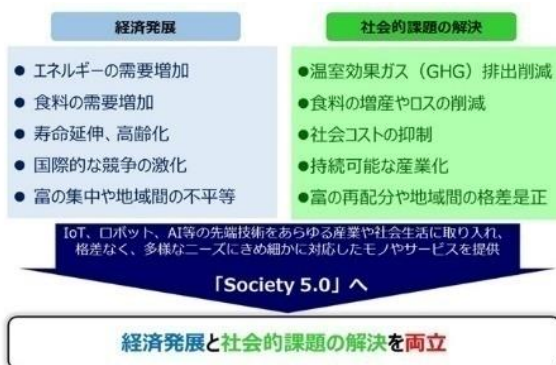 経済発展
● エネルギーの需要増加
● 食料の需要増加
● 寿命延伸、高齢化
● 国際的な競争の激化
● 富の集中や地域間の不平等
社会的課題の解決
●温室効果ガス(GHG)排出削減
●食料の増産やロスの削減
●社会コストの抑制
●持続可能な産業化
●富の再配分や地域間の格差是正
IoT、ロボット、AI等の先端技術をあらゆる産業や社会生活に取り入れ、
格差なく、多様なニーズにきめ細かに対応したモノやサービスを提供
「Society 5.0」へ
経済発展と社会的課題の解決を両立